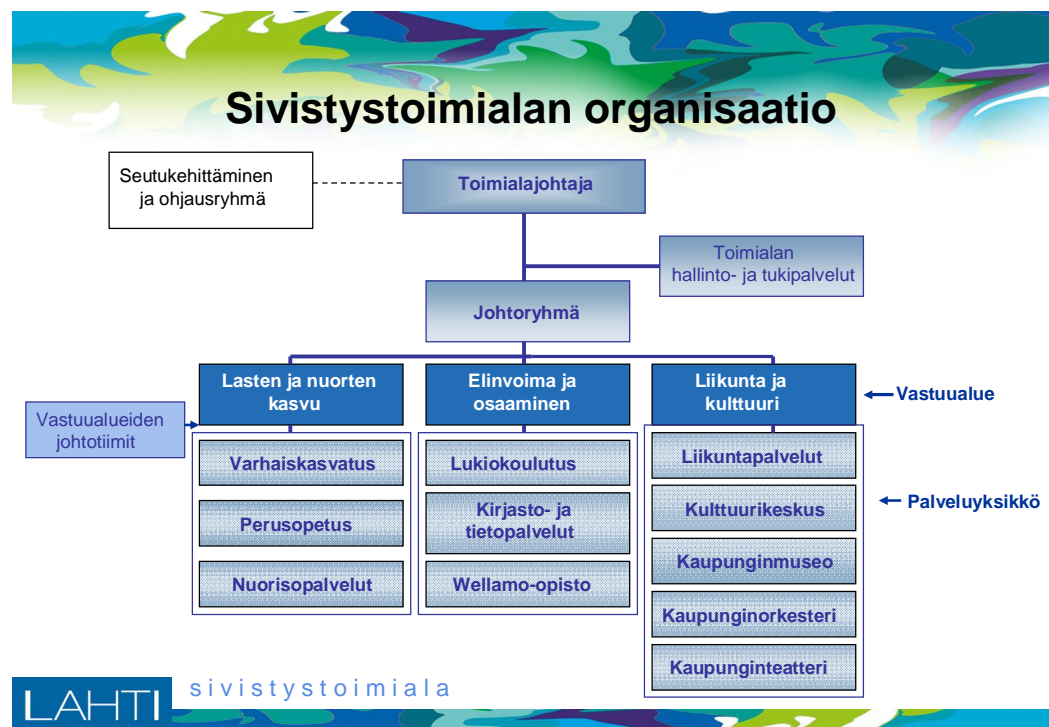 Sivistystoimialan organisaatio
Seutukehittäminen
ja ohjausryhmä
Toimialajohtaja
Toimialan
hallinto- ja tukipalvelut
Johtoryhmä
Lasten ja nuorten
kasvu
Elinvoima ja
osaaminen
Liikunta ja
kulttuuri
Vastuualue
Vastuualueiden
johtotiimit
Varhaiskasvatus
Perusopetus
Nuorisopalvelut
Lukiokoulutus
Kirjasto- ja
tietopalvelut
Wellamo-opisto
Liikuntapalvelut
Kulttuurikeskus
Kaupunginmuseo
Kaupunginorkesteri
Kaupunginteatteri
Palveluyksikkö
LAHTI
sivistystoimiala